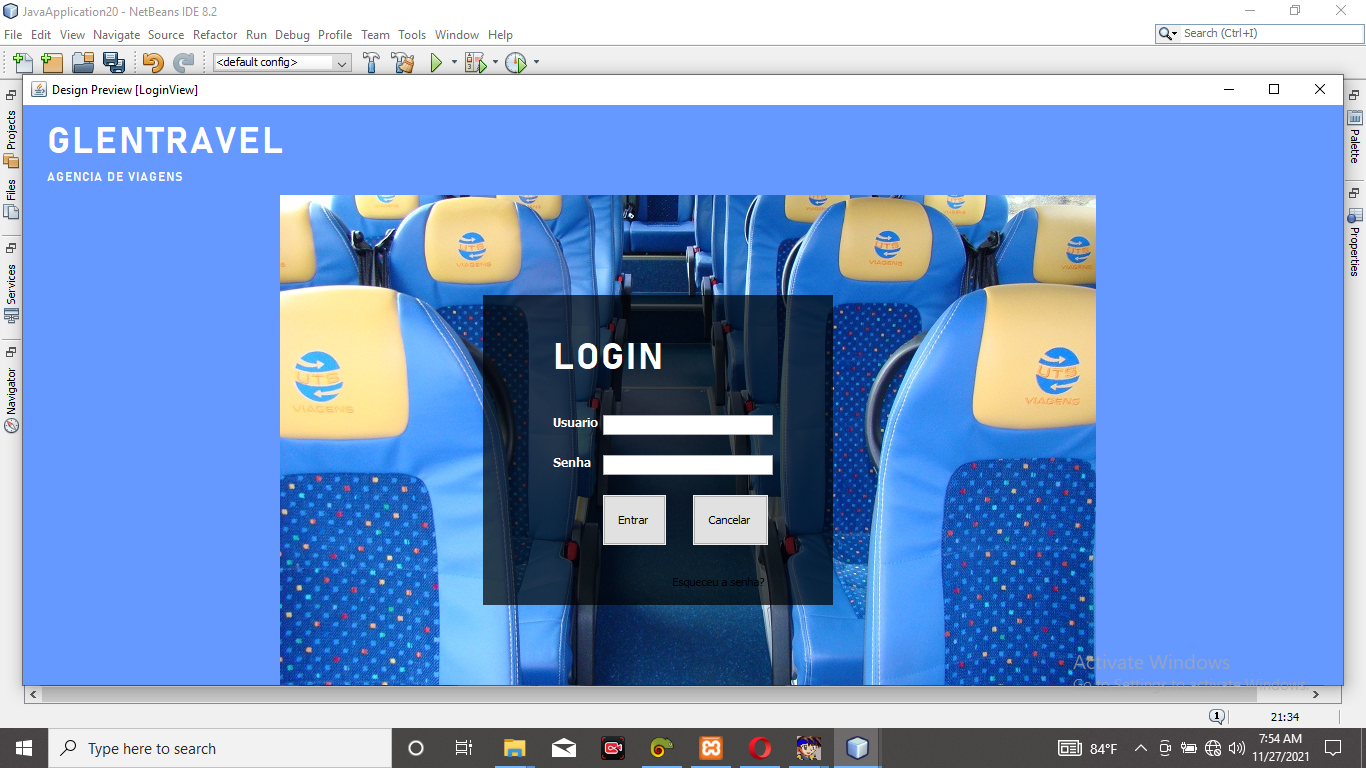 JavaApplication20 - NetBeans IDE 8.2
File Edit View Navigate Source Refactor Run Debug Profile Team Tools Window Help
Search (Ctrl+I)
<default config>
Design Preview [LoginView]
Projects
Files
Services
Navigator
Palette
Properties
GLENTRAVEL
AGENCIA DE VIAGENS
UTS
VIAGENS
UTS
VIAGENS
UTS
VIAGENS
UTS
VIAGENS
LOGIN
Usuario
Senha
Entrar
Cancelar
Esqueceu a senha?
Activate Windows
Go to Settings to activate Windows.
1
21:34
Type here to search
84°F
7:54 AM
11/27/2021